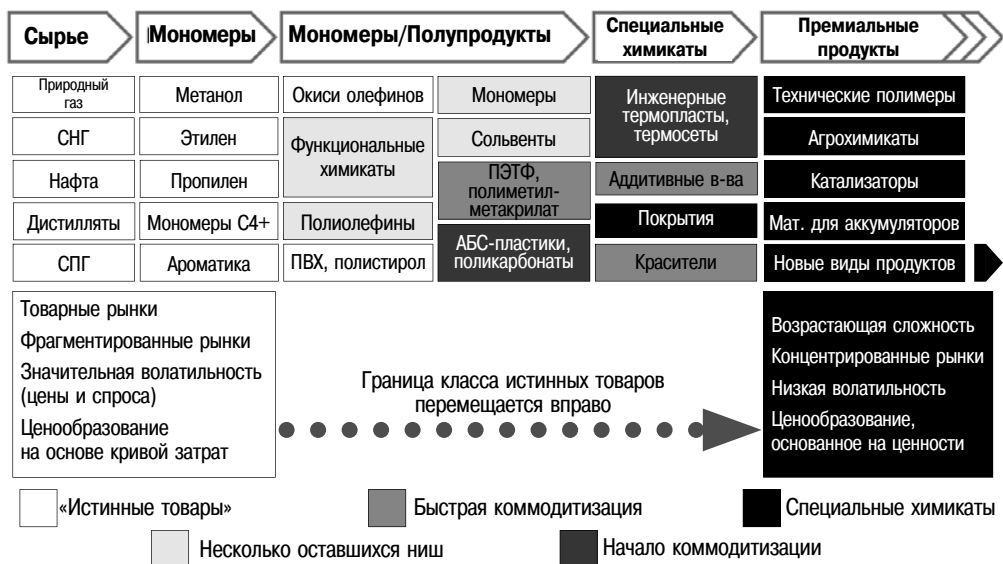 Сырье
Мономеры
Мономеры/Полупродукты
Специальные
химикаты
Премиальные
продукты
Природный
газ
СНГ
Нафта
Дистилляты
СПГ
Метанол
Этилен
Пропилен
Мономеры С4+
Ароматика
Окиси олефинов
Функциональные
химикаты
Полиолефины
ПВХ, полистирол
Мономеры
Сольвенты
ПЭТФ,
полиметил-
метакрилат
АБС-пластики,
поликарбонаты
Инженерные
термопласты,
термосеты
Аддитивные в-ва
Покрытия
Красители
Технические полимеры
Агрохимикаты
Катализаторы
Мат. для аккумуляторов
Новые виды продуктов
Товарные рынки
Фрагментированные рынки
Значительная волатильность
(цены и спроса)
Ценообразование
на основе кривой затрат
Граница класса истинных товаров
перемещается вправо
Возрастающая сложность
Концентрированные рынки
Низкая волатильность
Ценообразование,
основанное на ценности
«Истинные товары»
Быстрая коммодитизация
Специальные химикаты
Несколько оставшихся ниш
Начало коммодитизации